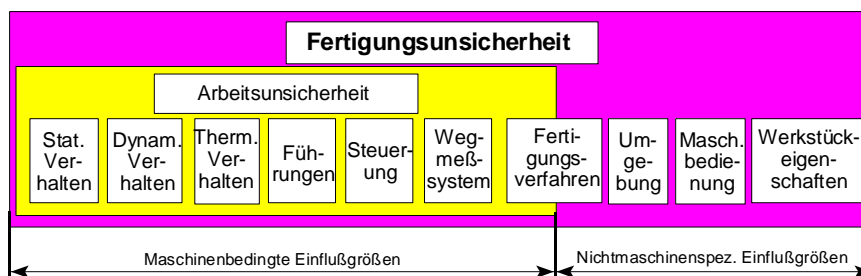 Fertigungsunsicherheit
Arbeitsunsicherheit
Stat.
Ver-
halten
Dynam.
Ver-
halten
Therm.
Ver-
halten
Füh-
rungen
Steuer-
ung
Weg-
meß-
system
Ferti-
gungs-
verfahren
Um-
ge-
bung
Masch.
bedie-
nung
Werkstück-
eigen-
schaften
Maschinenbedingte Einflußgrößen
Nichtmaschinenspez. Einflußgrößen